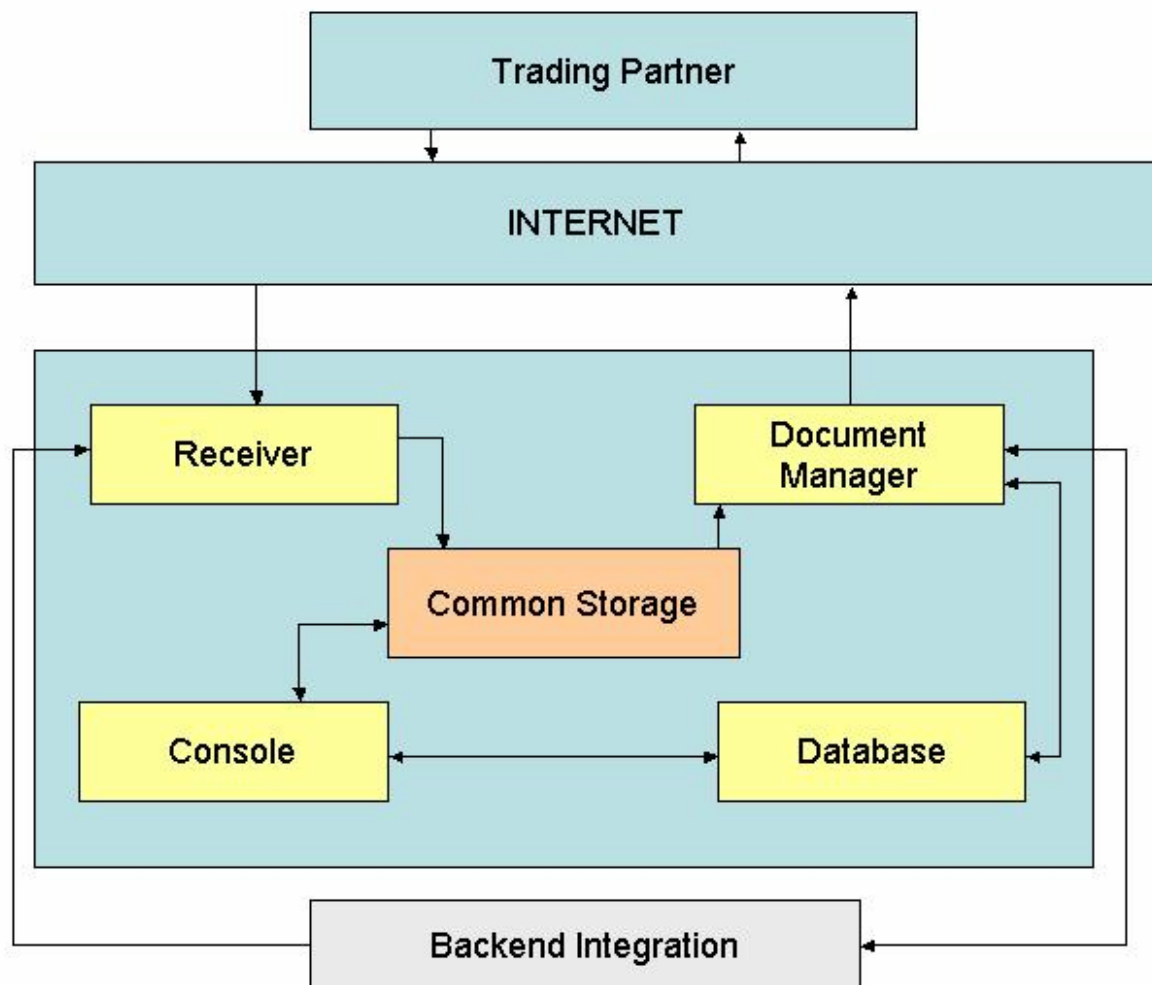 Trading Partner
INTERNET
Receiver
Document
Manager
Common Storage
Console
Database
Backend Integration